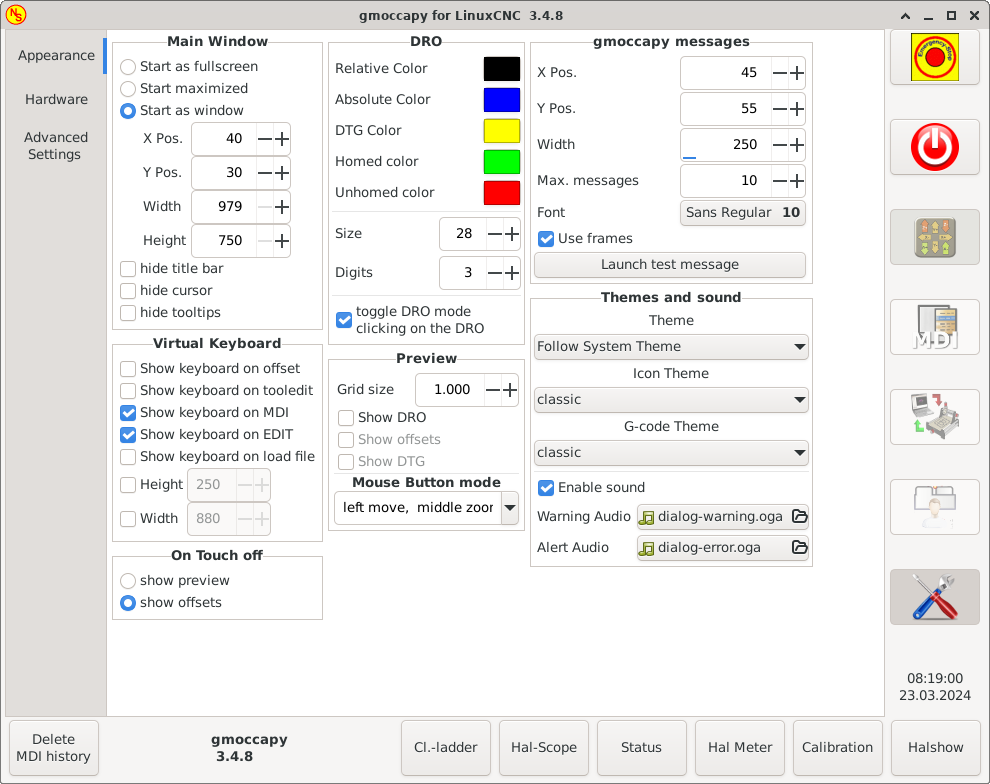 gmoccapy for LinuxCNC 3.4.8
Appearance
Hardware
Advanced
Settings
Main Window
Start as fullscreen
Start maximized
Start as window
X Pos. 40
Y Pos. 30
Width 979
Height 750
hide title bar
hide cursor
hide tooltips
Virtual Keyboard
Show keyboard on offset
Show keyboard on tooledit
Show keyboard on MDI
Show keyboard on EDIT
Show keyboard on load file
Height 250
Width 880
On Touch off
show preview
show offsets
DRO
Relative Color
Absolute Color
DTG Color
Homed color
Unhomed color
Size 28
Digits 3
toggle DRO mode
clicking on the DRO
Preview
Grid size 1.000
Show DRO
Show offsets
Show DTG
Mouse Button mode
left move, middle zoor
gmoccapy messages
X Pos. 45
Y Pos. 55
Width 250
Max. messages 10
Font Sans Regular 10
Use frames
Launch test message
Themes and sound
Theme
Follow System Theme
Icon Theme
classic
G-code Theme
classic
Enable sound
Warning Audio dialog-warning.oga
Alert Audio dialog-error.oga
Emergency-Stop
MDI
08:19:00
23.03.2024
Delete
MDI history
gmoccapy
3.4.8
Cl.-ladder
Hal-Scope
Status
Hal Meter
Calibration
Halshow